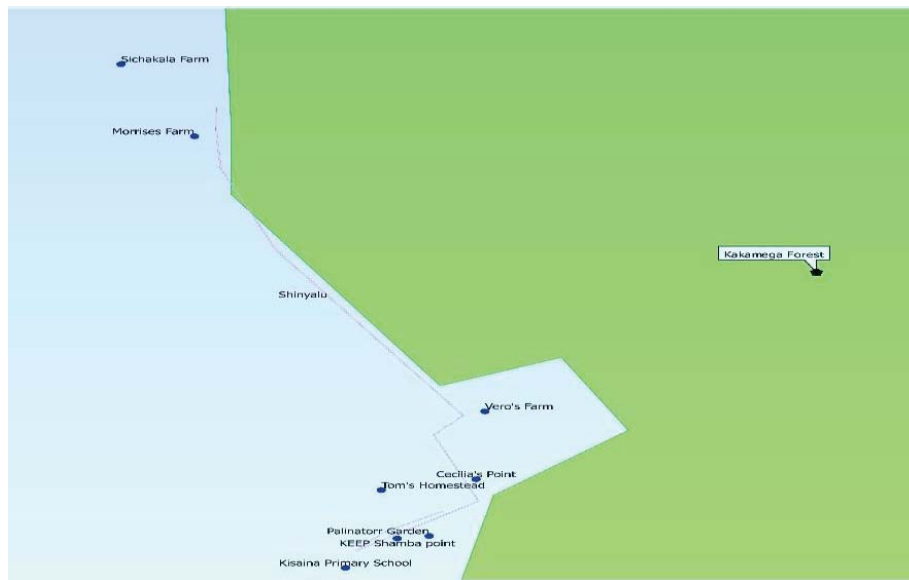 Sichakala Farm
Morrises Farm
Kakamega Forest
Shinyalu
Vero's Farm
Cecilia's Point
Tom's Homestead
Palinatorr Garden
KEEP Shamba point
Kisaina Primary School